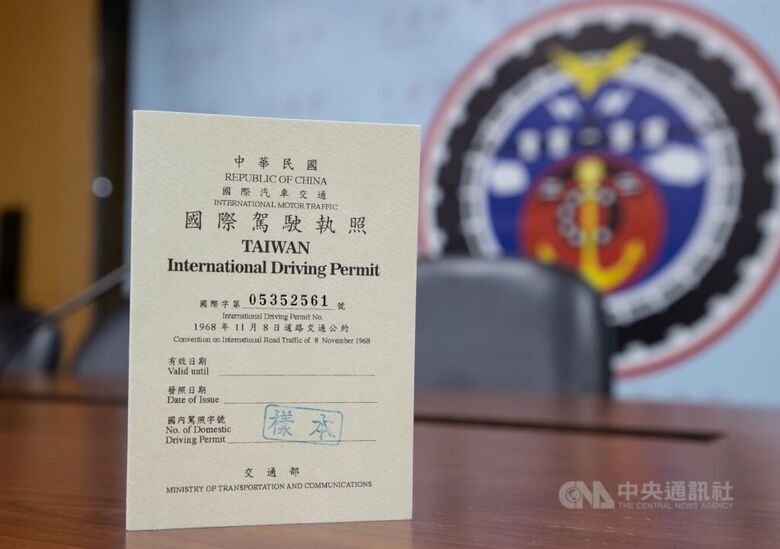 中華民國
REPUBLIC OF CHINA
國際汽車交通
INTERNATIONAL MOTOR TRAFFIC
國際駕駛執照
TAIWAN
International Driving Permit
國際字第 05352561 號
International Driving Permit No.
1968 年 11 月 8 日道路交通公約
Convention on International Road Traffic of 8 November 1968
有效日期
Valid until
發照日期
Date of Issue
國內駕照字號
No. of Domestic
Driving Permit
樣本
交通部
MINISTRY OF TRANSPORTATION AND COMMUNICATIONS
CNA 中央通訊社
THE CENTRAL NEWS AGENCY